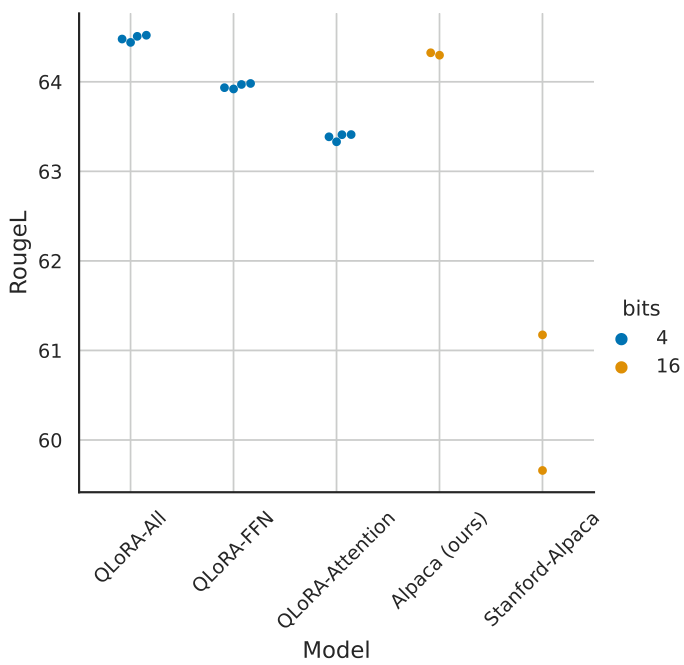 RougeL
64
63
62
61
60
QLoRA-All
QLoRA-FFN
QLoRA-Attention
Alpaca (ours)
Stanford-Alpaca
Model
bits
4
16